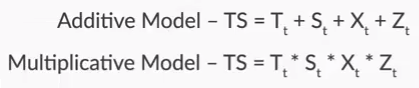 Additive Model – TS = Tₜ + Sₜ + Xₜ + Zₜ
Multiplicative Model – TS = Tₜ * Sₜ * Xₜ * Zₜ